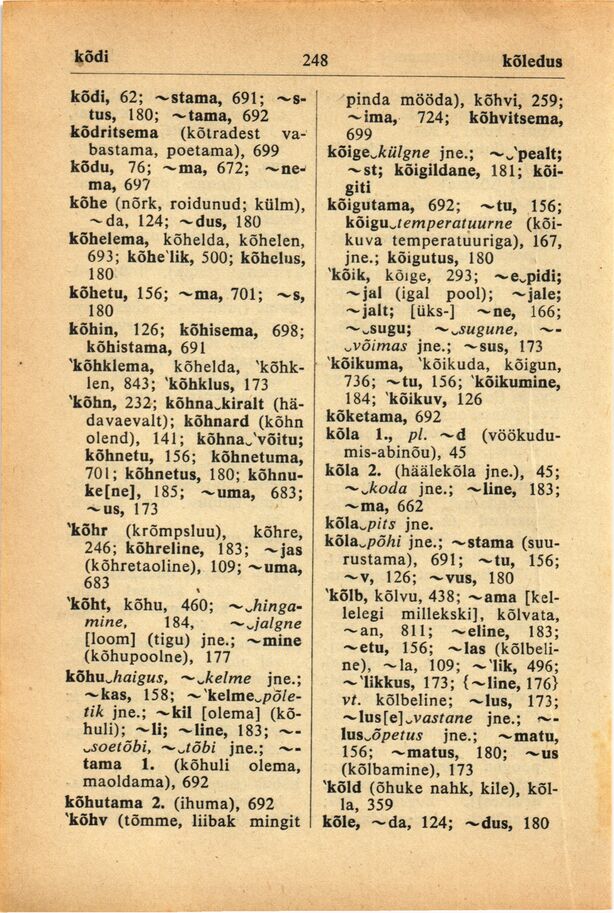 kõdi
248
kõledus
kõdi, 62; ~stama, 691; ~s-
tus, 180; ~tama, 692
kõdritsema (kõtradest va-
bastama, poetama), 699
kõdu, 76; ~ma, 672; ~ne-
ma, 697
kõhe (nõrk, roidunud; külm),
~da, 124; ~dus, 180
kõhelema, kõhelda, kõhelen,
693; kõhe`lik, 500; kõhelus,
180
kõhetu, 156; ~ma, 701; ~s,
180
kõhin, 126; kõhisema, 698;
kõhistama, 691
`kõhklema, kõhelda, `kõhk-
len, 843; `kõhklus, 173
`kõhn, 232; kõhna‿kiralt (hä-
davaevalt); kõhnard (kõhn
olend), 141; kõhna‿`võitu;
kõhnetu, 156; kõhnetuma,
701; kõhnetus, 180; kõhnu-
ke[ne], 185; ~uma, 683;
~us, 173
`kõhr (krõmpsluu), kõhre,
246; kõhreline, 183; ~jas
(kõhretaoline), 109; ~uma,
683
`kõht, kõhu, 460; ~‿hinga-
mine, 184, ~‿jalgne
[loom] (tigu) jne.; ~mine
(kõhupoolne), 177
kõhu‿haigus, ~‿kelme jne.;
~kas, 158; ~`kelme‿põle-
tik jne.; ~kil [olema] (kõ-
huli); ~li; ~line, 183; ~-
‿soetõbi, ~‿tõbi jne.; ~-
tama 1. (kõhuli olema,
maoldama), 692
kõhutama 2. (ihuma), 692
`kõhv (tõmme, liibak mingit
pinda mööda), kõhvi, 259;
~ima, 724; kõhvitsema,
699
kõige‿külgne jne.; ~‿`pealt;
~st; kõigildane, 181; kõi-
giti
kõigutama, 692; ~tu, 156;
kõigu‿temperatuurne (kõi-
kuva temperatuuriga), 167,
jne.; kõigutus, 180
`kõik, kõige, 293; ~e‿pidi;
~jal (igal pool); ~jale;
~jalt; [üks-] ~ne, 166;
~‿sugu; ~‿sugune, ~-
‿võimas jne.; ~sus, 173
`kõikuma, `kõikuda, kõigun,
736; ~tu, 156; `kõikumine,
184; `kõikuv, 126
kõketama, 692
kõla 1., pl. ~d (vöökudu-
mis-abinõu), 45
kõla 2. (häälekõla jne.), 45;
~‿koda jne.; ~line, 183;
~ma, 662
kõla‿pits jne.
kõla‿põhi jne.; ~stama (suu-
rustama), 691; ~tu, 156;
~v, 126; ~vus, 180
`kõlb, kõlvu, 438; ~ama [kel-
lelegi millekski], kõlvata,
~an, 811; ~eline, 183;
~etu, 156; ~las (kõlbeli-
ne), ~la, 109; ~`lik, 496;
~`likkus, 173; {~line, 176}
vt. kõlbeline; ~lus, 173;
~lus[e]‿vastane jne.; ~-
lus‿õpetus jne.; ~matu,
156; ~matus, 180; ~us
(kõlbamine), 173
`kõld (õhuke nahk, kile), kõl-
la, 359
kõle, ~da, 124; ~dus, 180